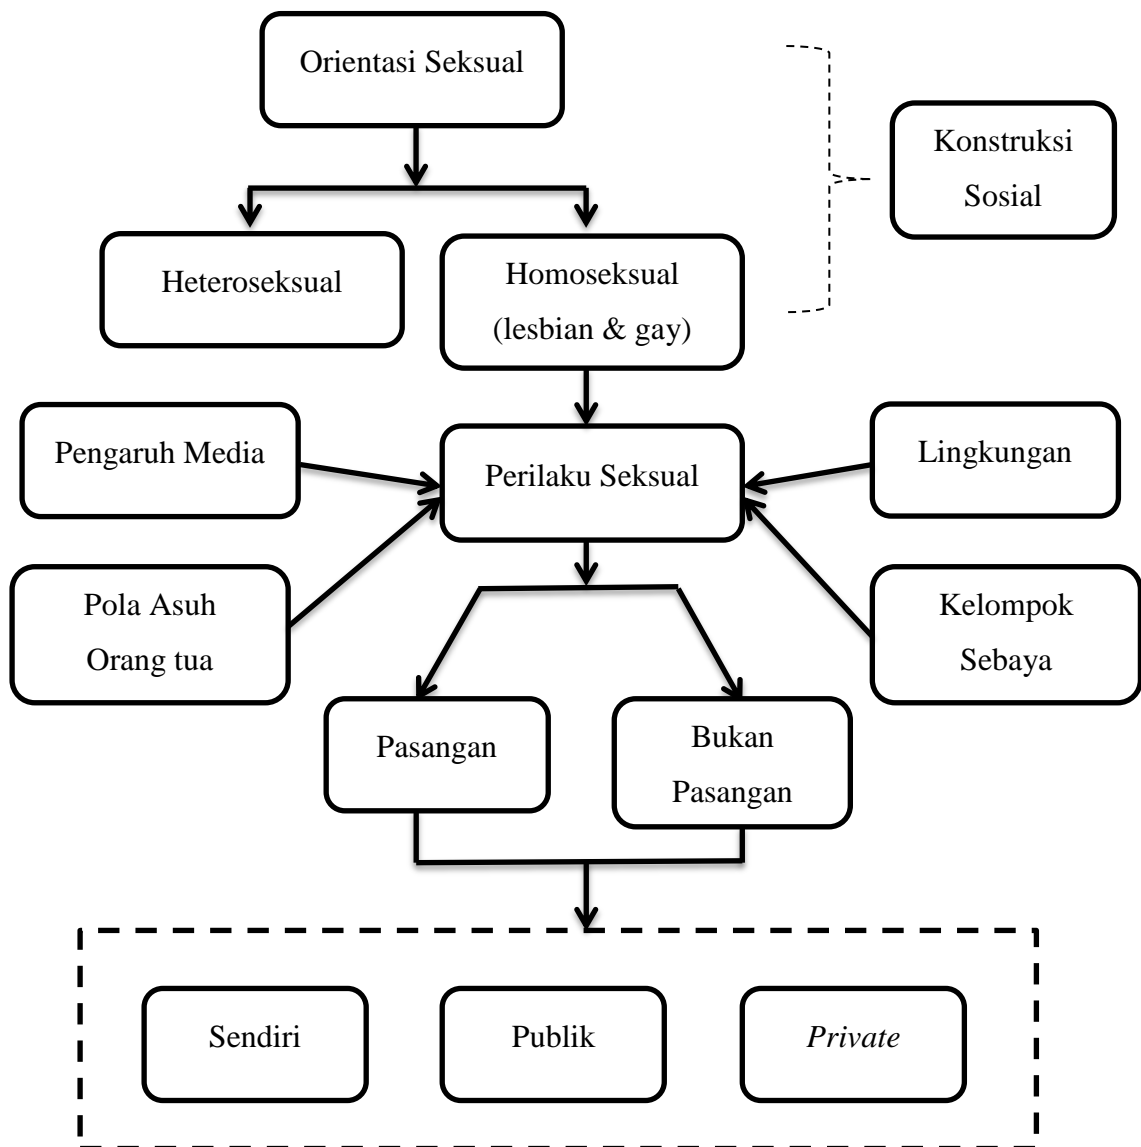 Orientasi Seksual
Konstruksi
Sosial
Heteroseksual
Homoseksual
(lesbian & gay)
Pengaruh Media
Perilaku Seksual
Lingkungan
Pola Asuh
Orang tua
Kelompok
Sebaya
Pasangan
Bukan
Pasangan
Sendiri
Publik
Private